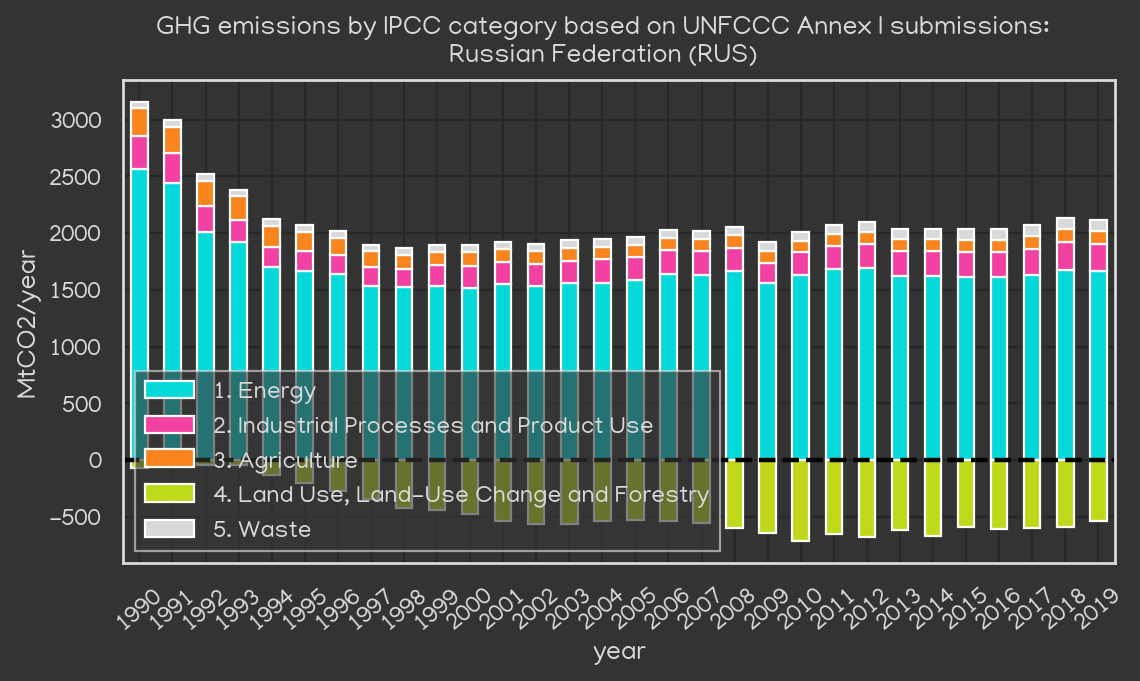 GHG emissions by IPCC category based on UNFCCC Annex I submissions:
Russian Federation (RUS)
MtCO2/year
3000
2500
2000
1500
1000
500
0
−500
1. Energy
2. Industrial Processes and Product Use
3. Agriculture
4. Land Use, Land-Use Change and Forestry
5. Waste
1990 1991 1992 1993 1994 1995 1996 1997 1998 1999 2000 2001 2002 2003 2004 2005 2006 2007 2008 2009 2010 2011 2012 2013 2014 2015 2016 2017 2018 2019
year